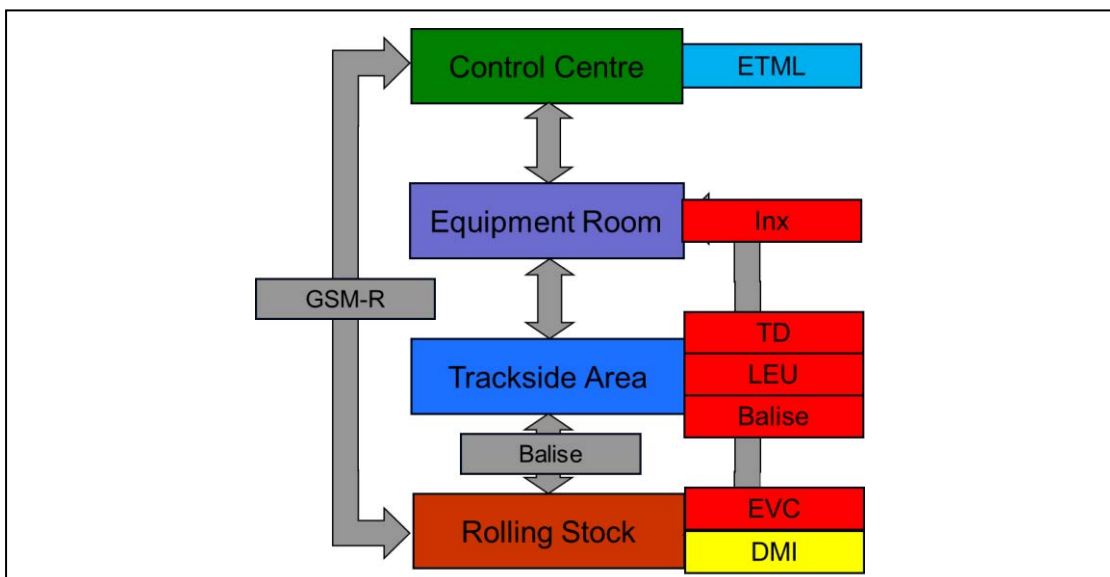 Control Centre
ETML
Equipment Room
Inx
GSM-R
TD
Trackside Area
LEU
Balise
Balise
Rolling Stock
EVC
DMI